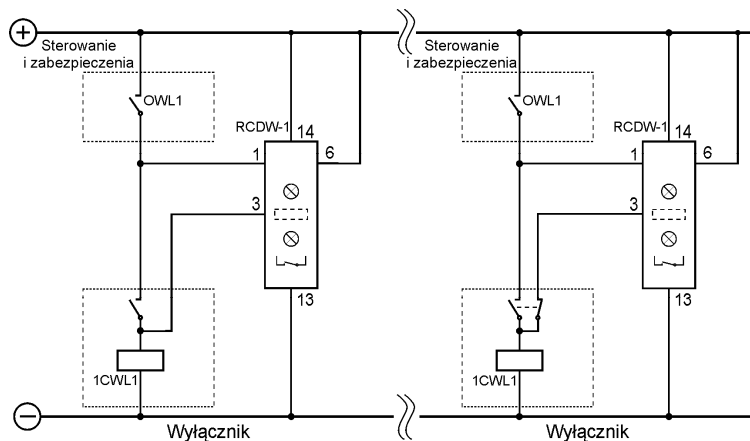 +
Sterowanie
i zabezpieczenia
OWL1
RCDW-1
14
1
6
3
13
1CWL1
−
Wyłącznik
Sterowanie
i zabezpieczenia
OWL1
RCDW-1
14
1
6
3
13
1CWL1
Wyłącznik